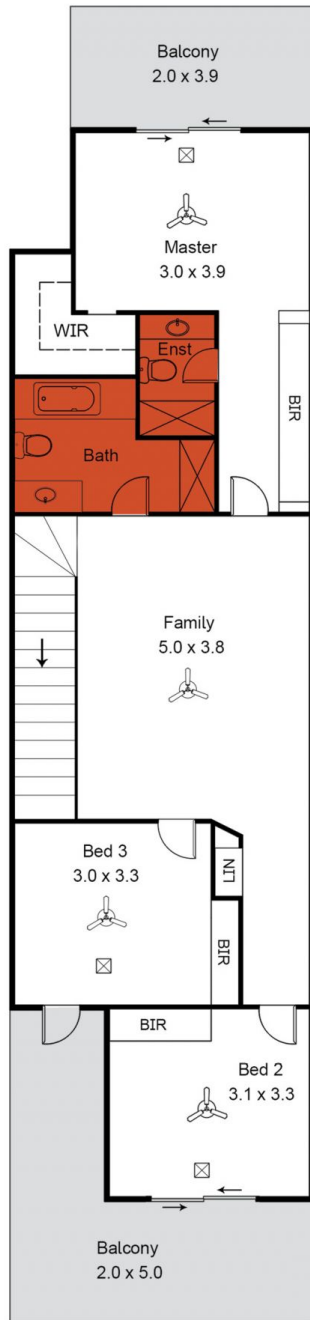 Balcony
2.0 x 3.9
Master
3.0 x 3.9
WIR
Enst
BIR
Bath
Family
5.0 x 3.8
Bed 3
3.0 x 3.3
LIN
BIR
BIR
Bed 2
3.1 x 3.3
Balcony
2.0 x 5.0